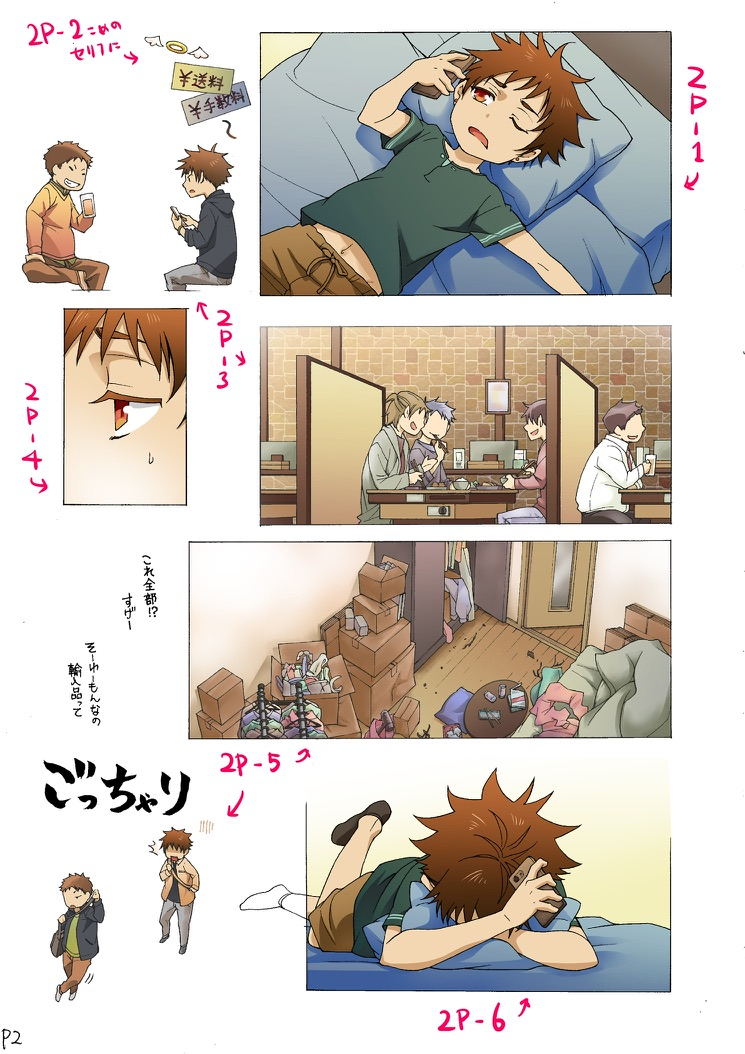 2P-2こめの
セリフに
¥送料
¥手数料
2P-1
2P-3
2P-4
これ全部!?
すげー
そーゆーもんなの
輸入品って
2P-5
ごっちゃり
2P-6
P2